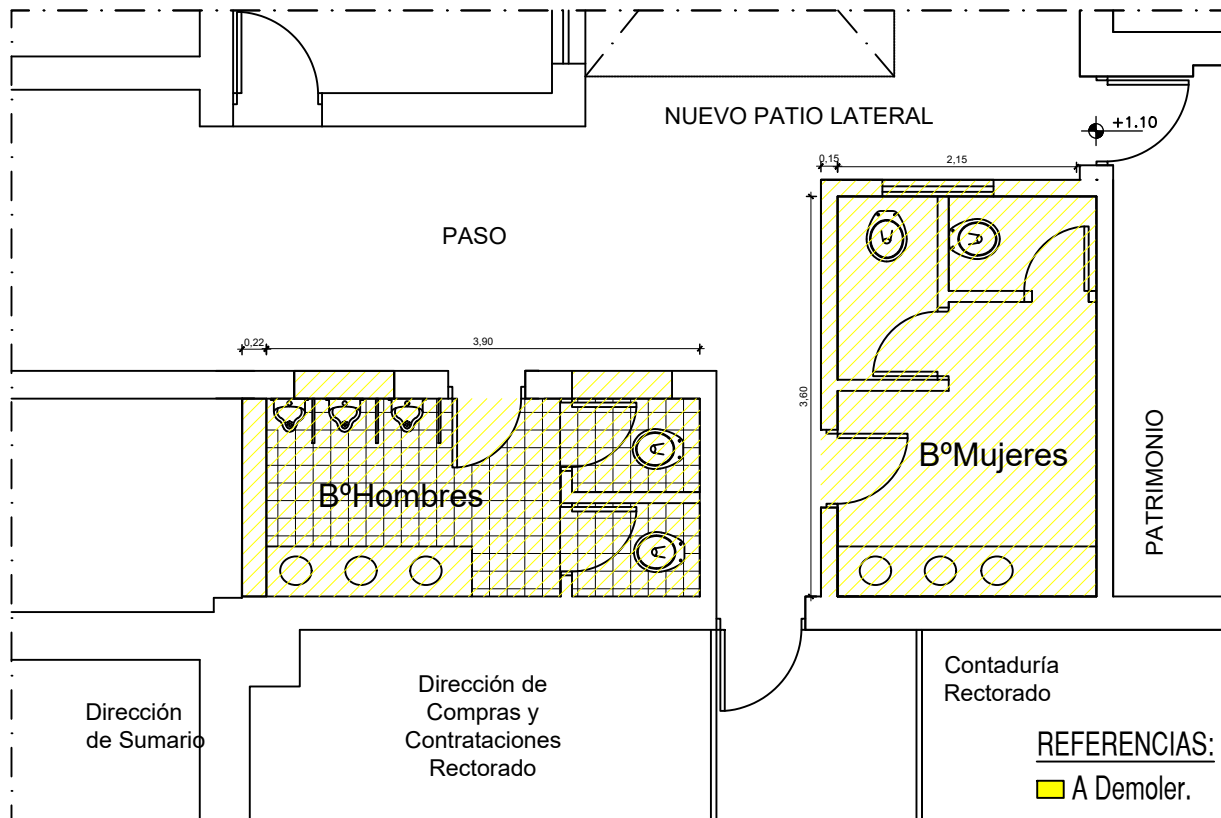 NUEVO PATIO LATERAL
+1.10
0,15
2,15
PASO
0,22
3,90
3,60
BºMujeres
BºHombres
PATRIMONIO
Dirección
de Sumario
Dirección de
Compras y
Contrataciones
Rectorado
Contaduría
Rectorado
REFERENCIAS:
A Demoler.